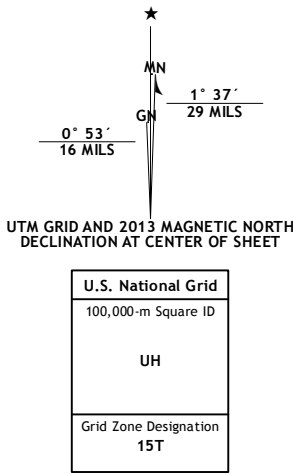 MN
1° 37´
29 MILS
GN
0° 53´
16 MILS
UTM GRID AND 2013 MAGNETIC NORTH
DECLINATION AT CENTER OF SHEET
U.S. National Grid
100,000-m Square ID
UH
Grid Zone Designation
15T